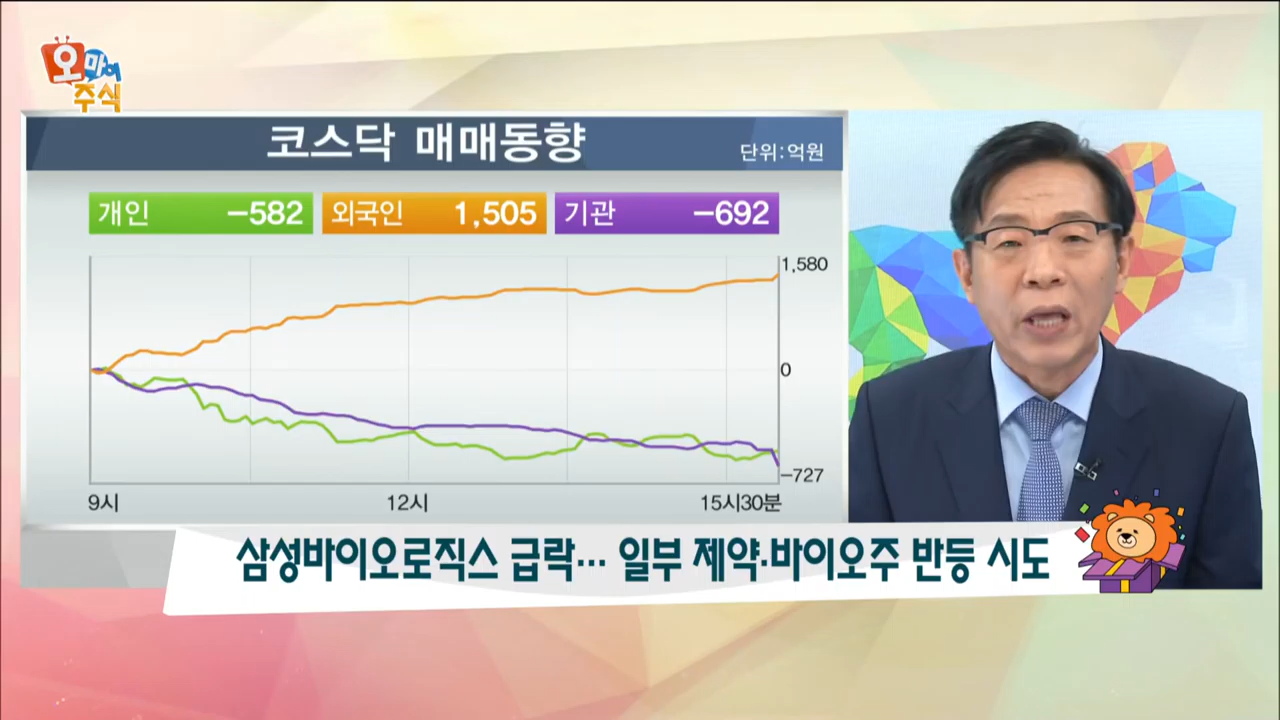 오마이
주식
코스닥 매매동향
단위:억원
개인 -582 외국인 1,505 기관 -692
1,580
0
-727
9시 12시 15시30분
삼성바이오로직스 급락… 일부 제약·바이오주 반등 시도